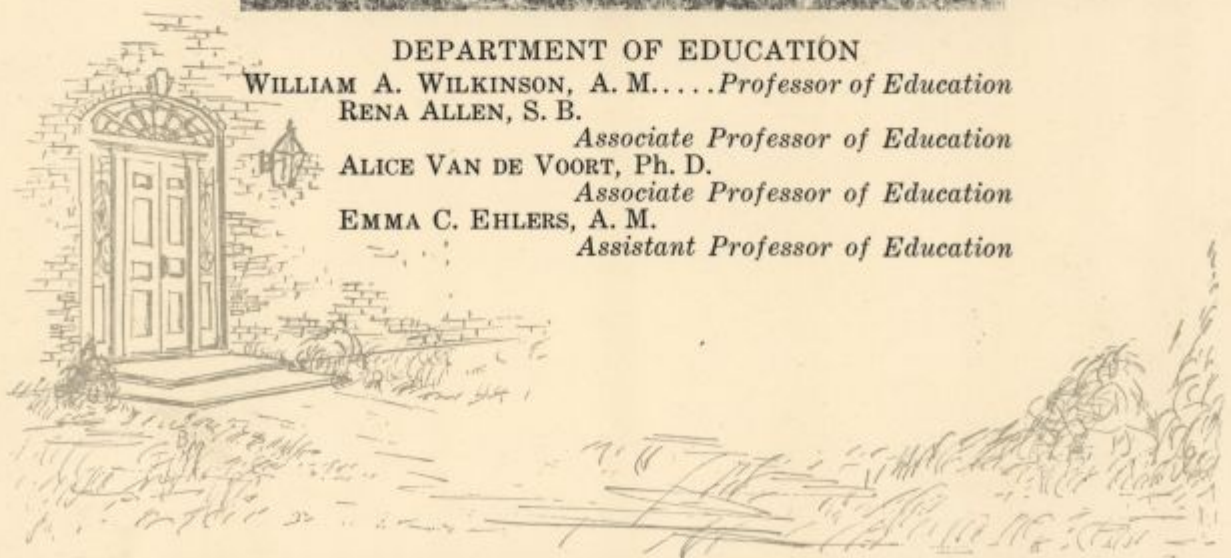 DEPARTMENT OF EDUCATION
WILLIAM A. WILKINSON, A. M.....Professor of Education
RENA ALLEN, S. B.
Associate Professor of Education
ALICE VAN DE VOORT, Ph. D.
Associate Professor of Education
EMMA C. EHLERS, A. M.
Assistant Professor of Education